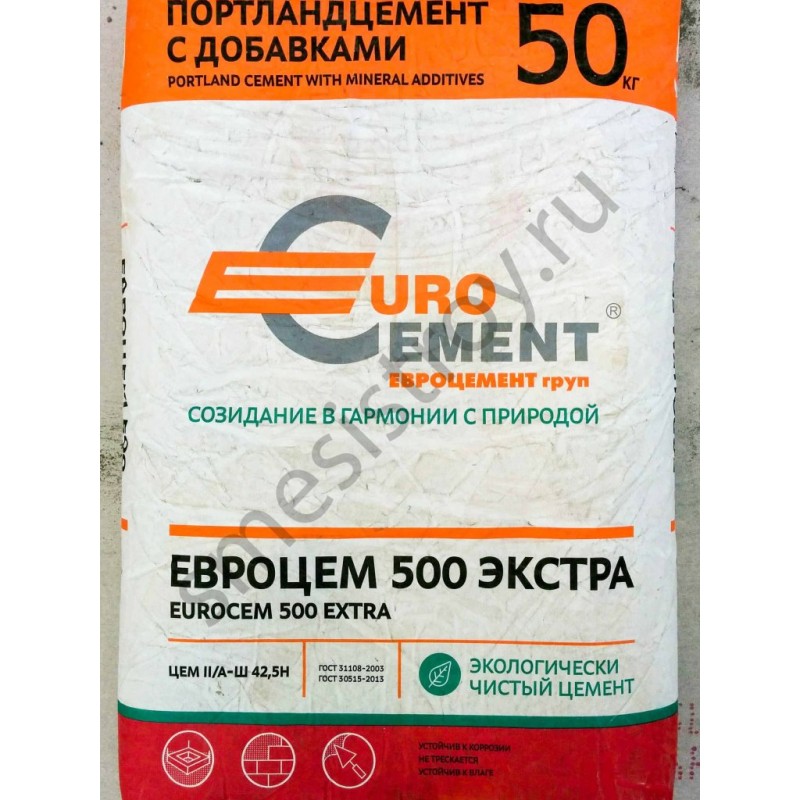 ПОРТЛАНДЦЕМЕНТ
С ДОБАВКАМИ
PORTLAND CEMENT WITH MINERAL ADDITIVES
50 КГ
EURO
CEMENT ®
ЕВРОЦЕМЕНТ груп
СОЗИДАНИЕ В ГАРМОНИИ С ПРИРОДОЙ
smesistroy.ru
ЕВРОЦЕМ 500 ЭКСТРА
EUROCEM 500 EXTRA
ЦЕМ II/А-Ш 42,5Н
ГОСТ 31108-2003
ГОСТ 30515-2013
ЭКОЛОГИЧЕСКИ
ЧИСТЫЙ ЦЕМЕНТ
УСТОЙЧИВ К КОРРОЗИИ
НЕ ТРЕСКАЕТСЯ
УСТОЙЧИВ К ВЛАГЕ